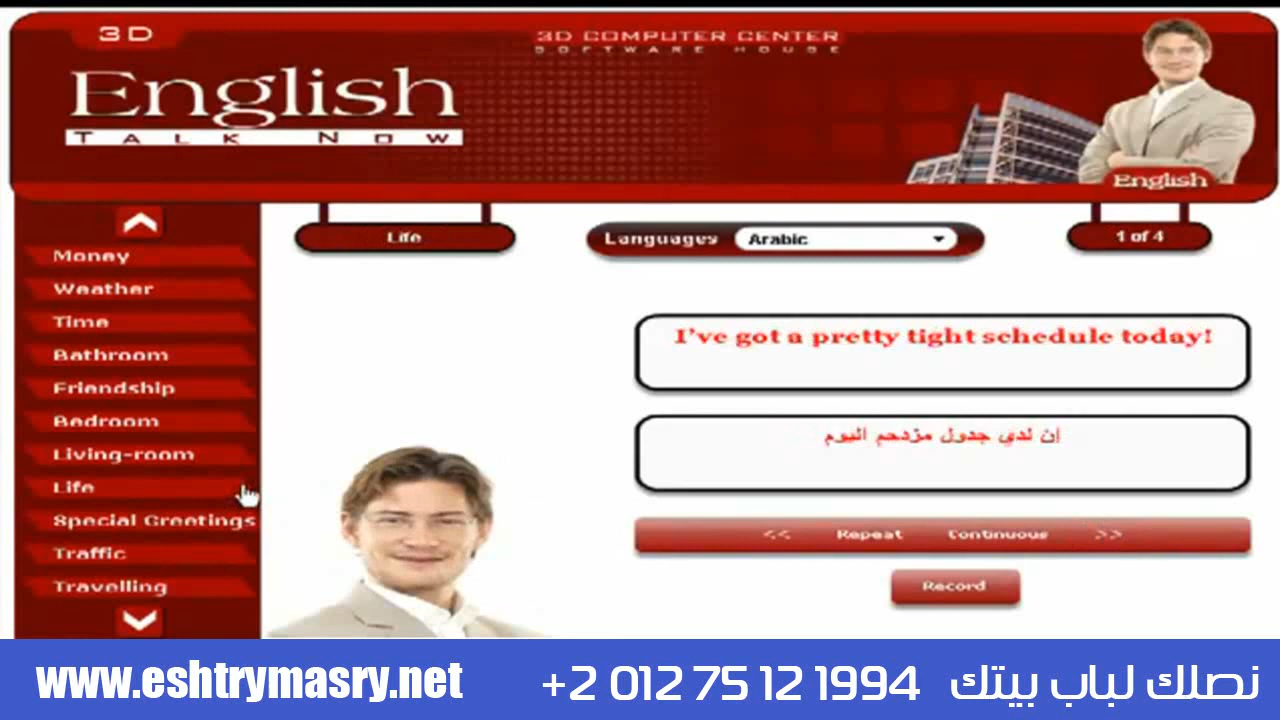 3D
3D COMPUTER CENTER
SOFTWARE HOUSE
English
TALK NOW
English
Life
Languages Arabic
1 of 4
Money
Weather
Time
Bathroom
Friendship
Bedroom
Living-room
Life
Special Greetings
Traffic
Travelling
I've got a pretty tight schedule today!
إن لدي جدول مزدحم اليوم
<< Repeat Continuous >>
Record
www.eshtrymasry.net +2 012 75 12 1994 نصلك لباب بيتك